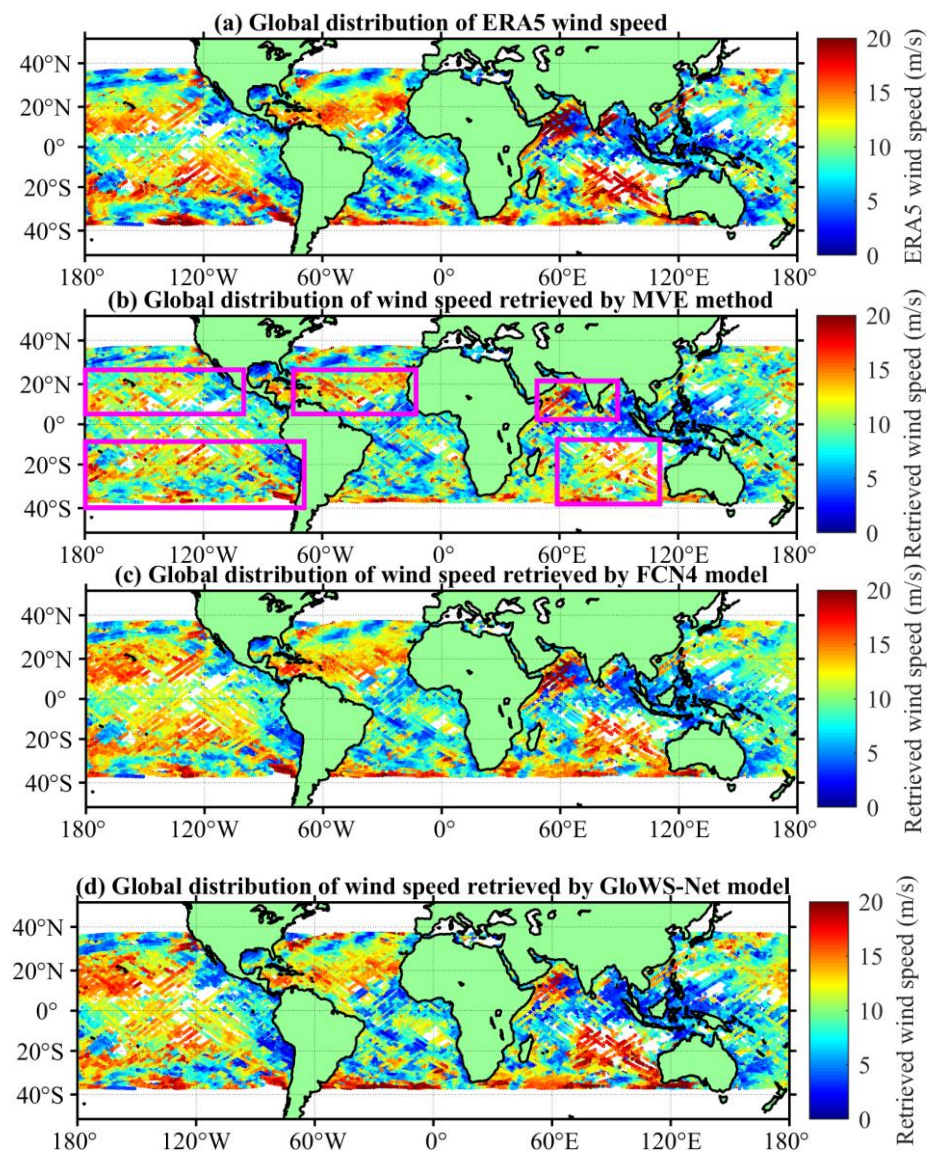 (a) Global distribution of ERA5 wind speed
40°N
20°N
0°
20°S
40°S
180° 120°W 60°W 0° 60°E 120°E 180°
20
15
10
5
0
ERA5 wind speed (m/s)
(b) Global distribution of wind speed retrieved by MVE method
40°N
20°N
0°
20°S
40°S
180° 120°W 60°W 0° 60°E 120°E 180°
20
15
10
5
0
Retrieved wind speed (m/s)
(c) Global distribution of wind speed retrieved by FCN4 model
40°N
20°N
0°
20°S
40°S
180° 120°W 60°W 0° 60°E 120°E 180°
20
15
10
5
0
Retrieved wind speed (m/s)
(d) Global distribution of wind speed retrieved by GloWS-Net model
40°N
20°N
0°
20°S
40°S
180° 120°W 60°W 0° 60°E 120°E 180°
20
15
10
5
0
Retrieved wind speed (m/s)